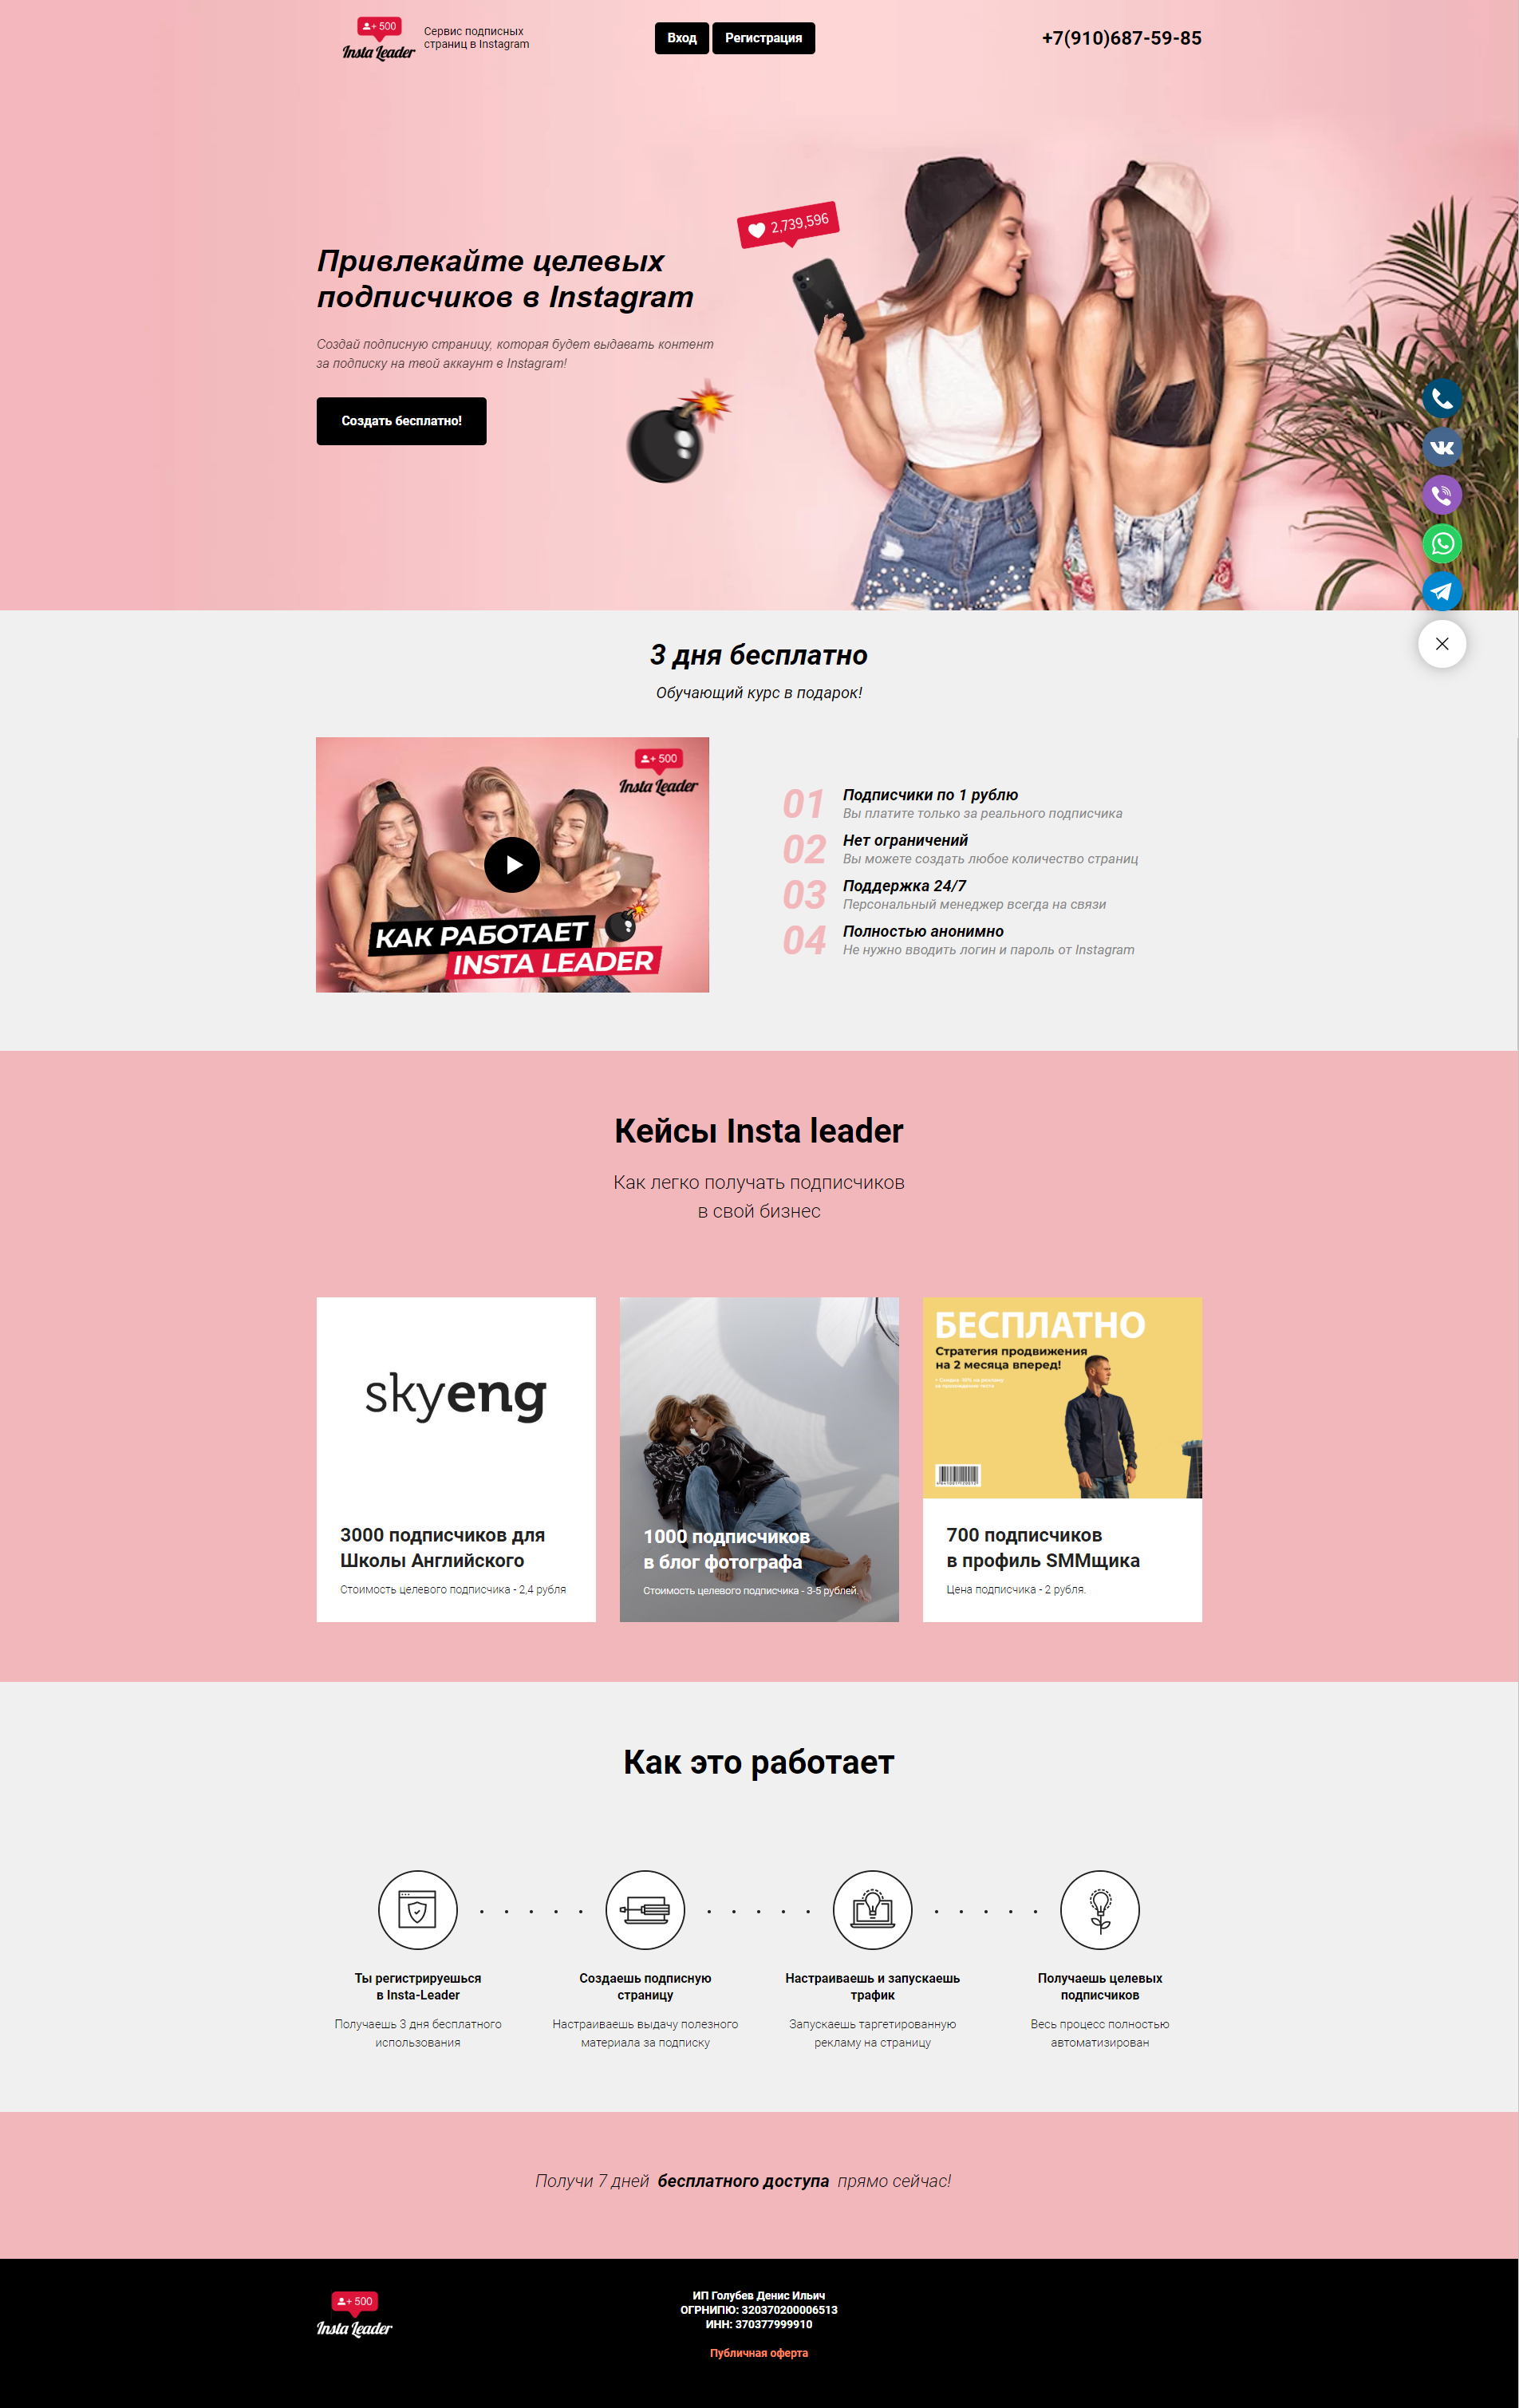 + 500
Insta Leader
Сервис подписных
страниц в Instagram
Вход
Регистрация
+7(910)687-59-85
2,739,596
Привлекайте целевых
подписчиков в Instagram
Создай подписную страницу, которая будет выдавать контент
за подписку на твой аккаунт в Instagram!
Создать бесплатно!
3 дня бесплатно
Обучающий курс в подарок!
+ 500
Insta Leader
КАК РАБОТАЕТ
INSTA LEADER
01
Подписчики по 1 рублю
Вы платите только за реального подписчика
02
Нет ограничений
Вы можете создать любое количество страниц
03
Поддержка 24/7
Персональный менеджер всегда на связи
04
Полностью анонимно
Не нужно вводить логин и пароль от Instagram
Кейсы Insta leader
Как легко получать подписчиков
в свой бизнес
skyeng
3000 подписчиков для
Школы Английского
Стоимость целевого подписчика - 2,4 рубля
1000 подписчиков
в блог фотографа
Стоимость целевого подписчика - 3-5 рублей.
БЕСПЛАТНО
Стратегия продвижения
на 2 месяца вперед!
700 подписчиков
в профиль SMMщика
Цена подписчика - 2 рубля.
Как это работает
Ты регистрируешься
в Insta-Leader
Получаешь 3 дня бесплатного
использования
Создаешь подписную
страницу
Настраиваешь выдачу полезного
материала за подписку
Настраиваешь и запускаешь
трафик
Запускаешь таргетированную
рекламу на страницу
Получаешь целевых
подписчиков
Весь процесс полностью
автоматизирован
Получи 7 дней бесплатного доступа прямо сейчас!
+ 500
Insta Leader
ИП Голубев Денис Ильич
ОГРНИПЮ: 320370200006513
ИНН: 370377999910
Публичная оферта